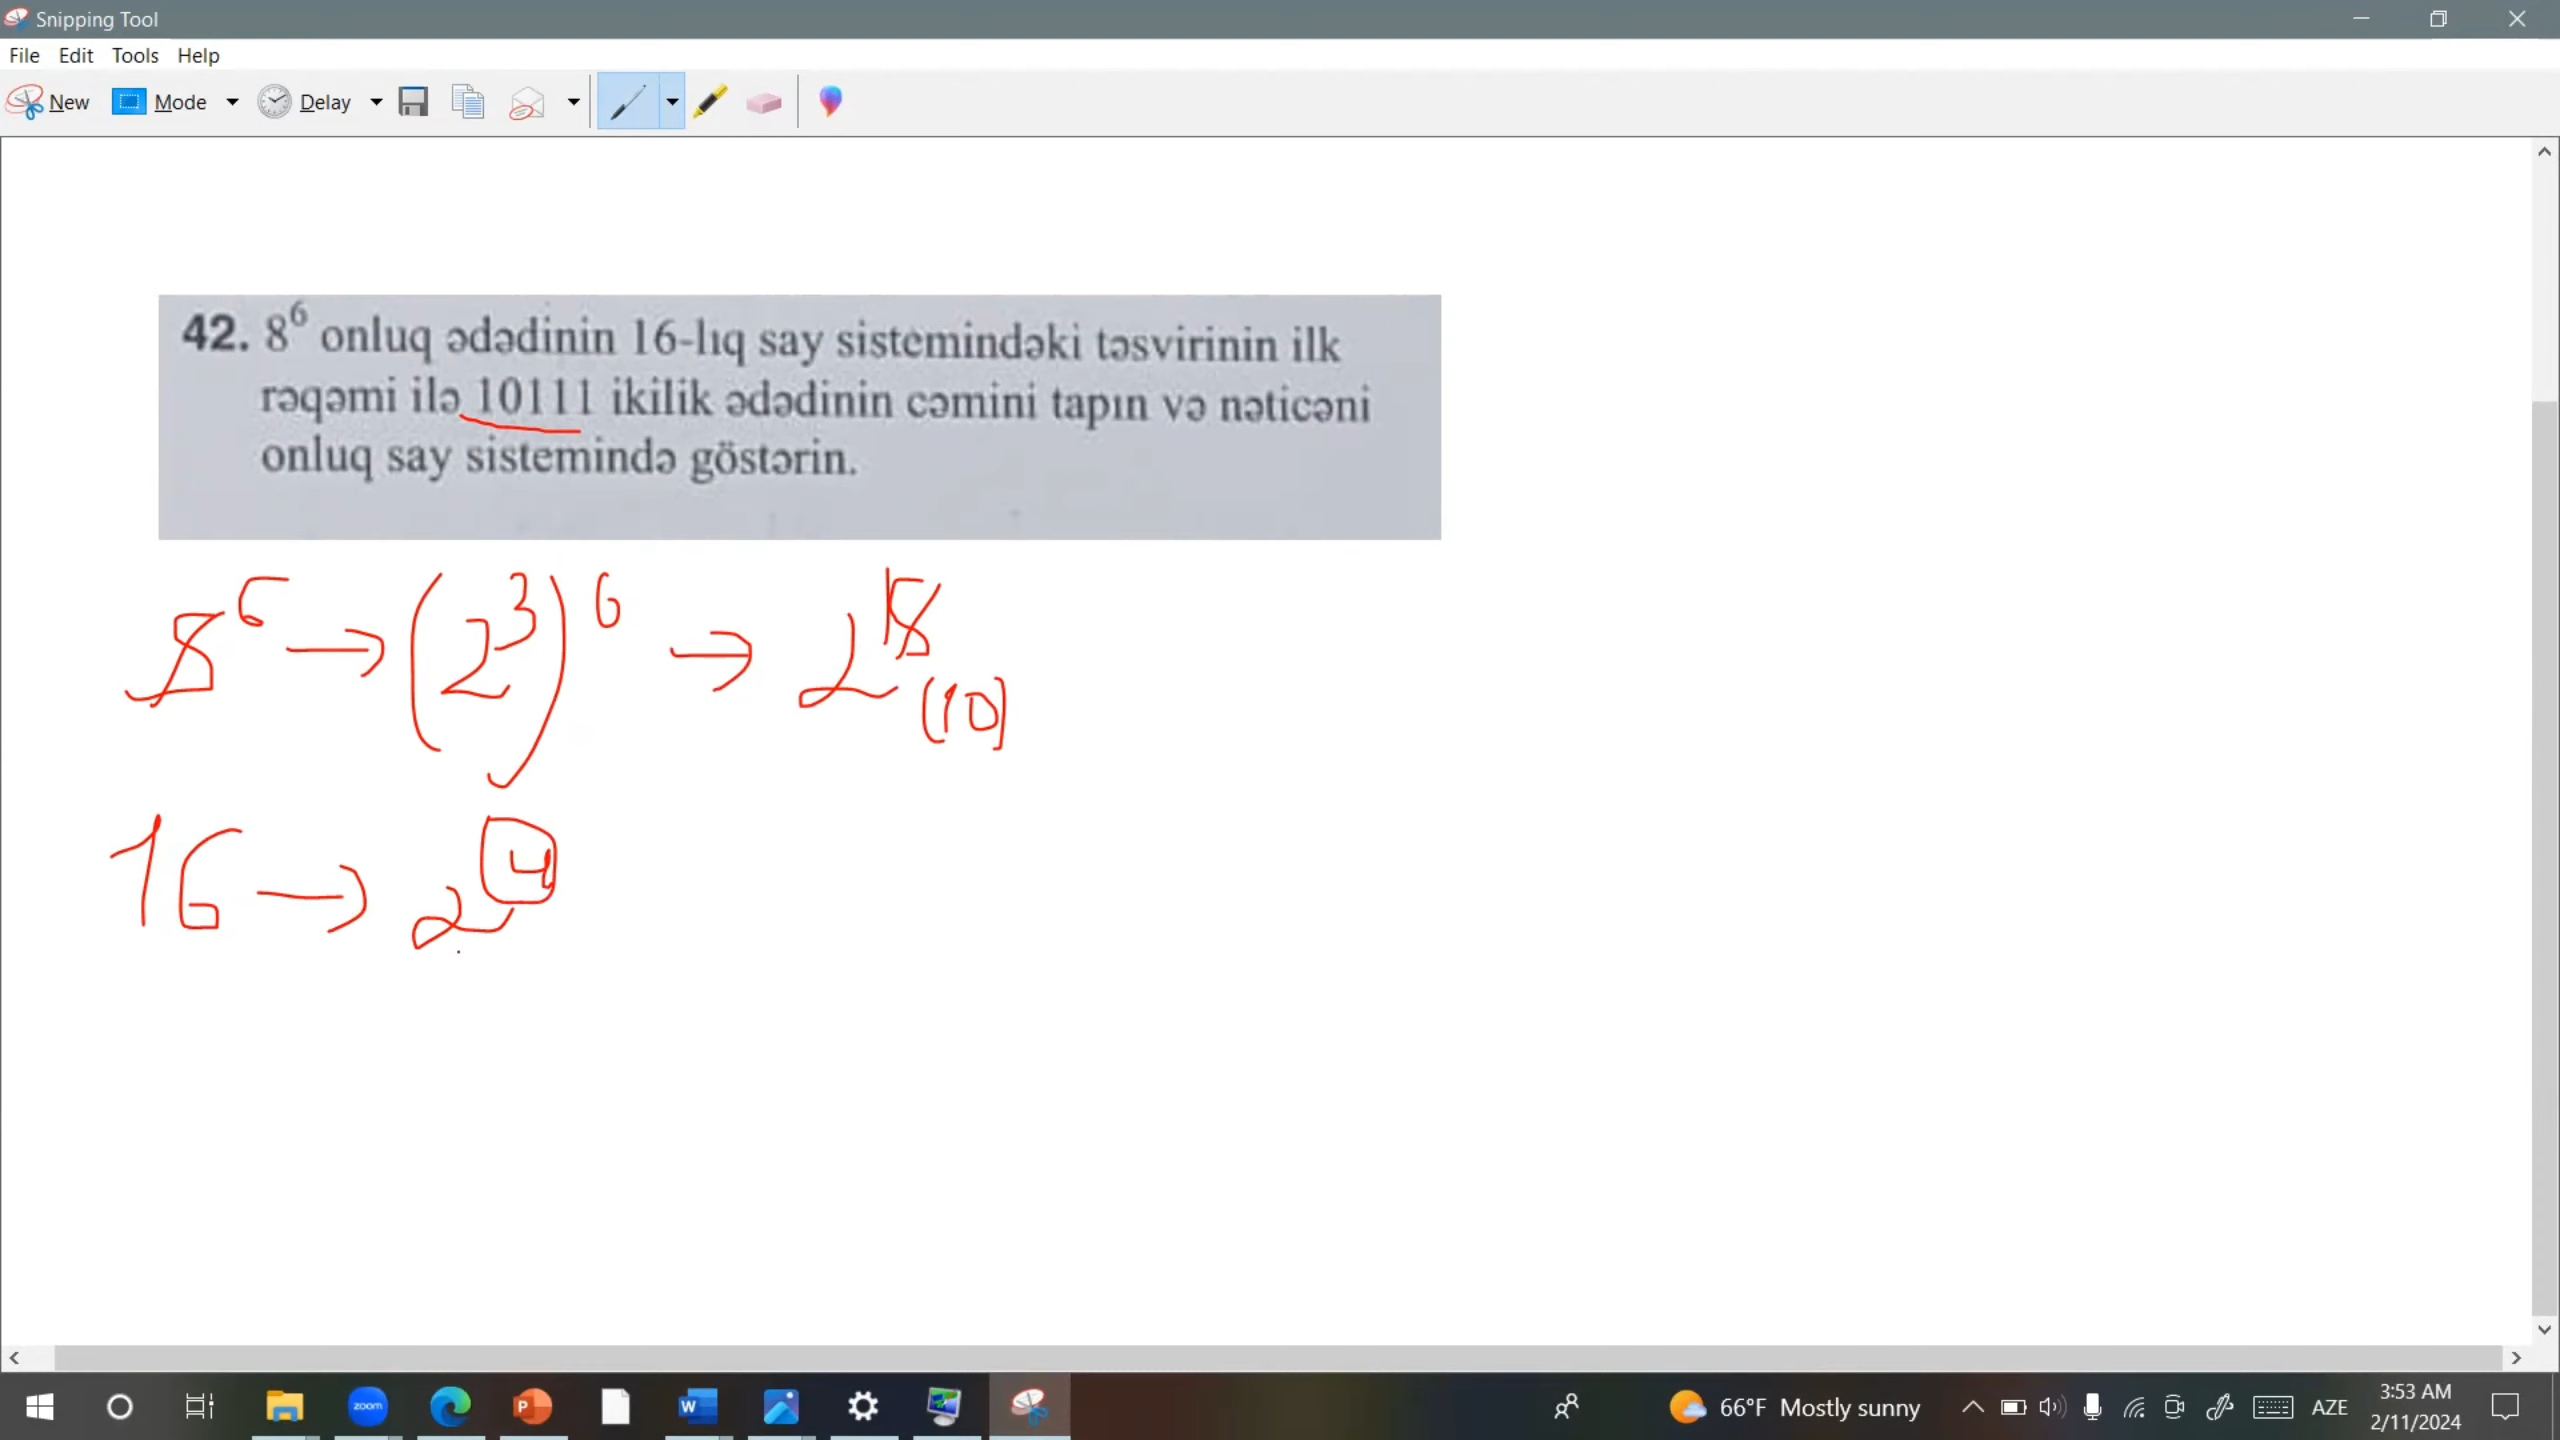 Snipping Tool
File Edit Tools Help
New Mode Delay
42. 8⁶ onluq ədədinin 16-lıq say sistemindəki təsvirinin ilk
rəqəmi ilə 10111 ikilik ədədinin cəmini tapın və nəticəni
onluq say sistemində göstərin.
8⁶ → (2³)⁶ → 2¹⁸(10)
16 → 2⁴
zoom
P
W
66°F Mostly sunny
AZE
3:53 AM
2/11/2024